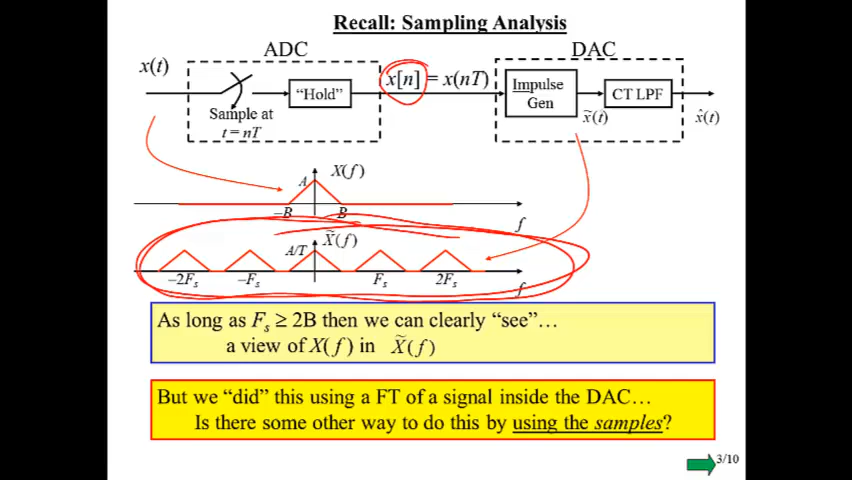 Recall: Sampling Analysis
ADC
DAC
x(t)
"Hold"
Sample at
t = nT
x[n] = x(nT)
Impulse
Gen
x̃(t)
CT LPF
x̂(t)
X(f)
A
–B
B
f
X̃(f)
A/T
–2Fs
–Fs
Fs
2Fs
f
As long as Fs ≥ 2B then we can clearly "see"…
a view of X(f) in X̃(f)
But we "did" this using a FT of a signal inside the DAC…
Is there some other way to do this by using the samples?
3/10